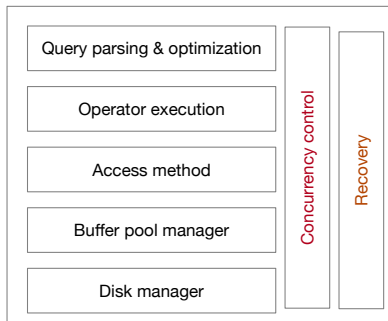 Query parsing & optimization
Operator execution
Access method
Buffer pool manager
Disk manager
Concurrency control
Recovery